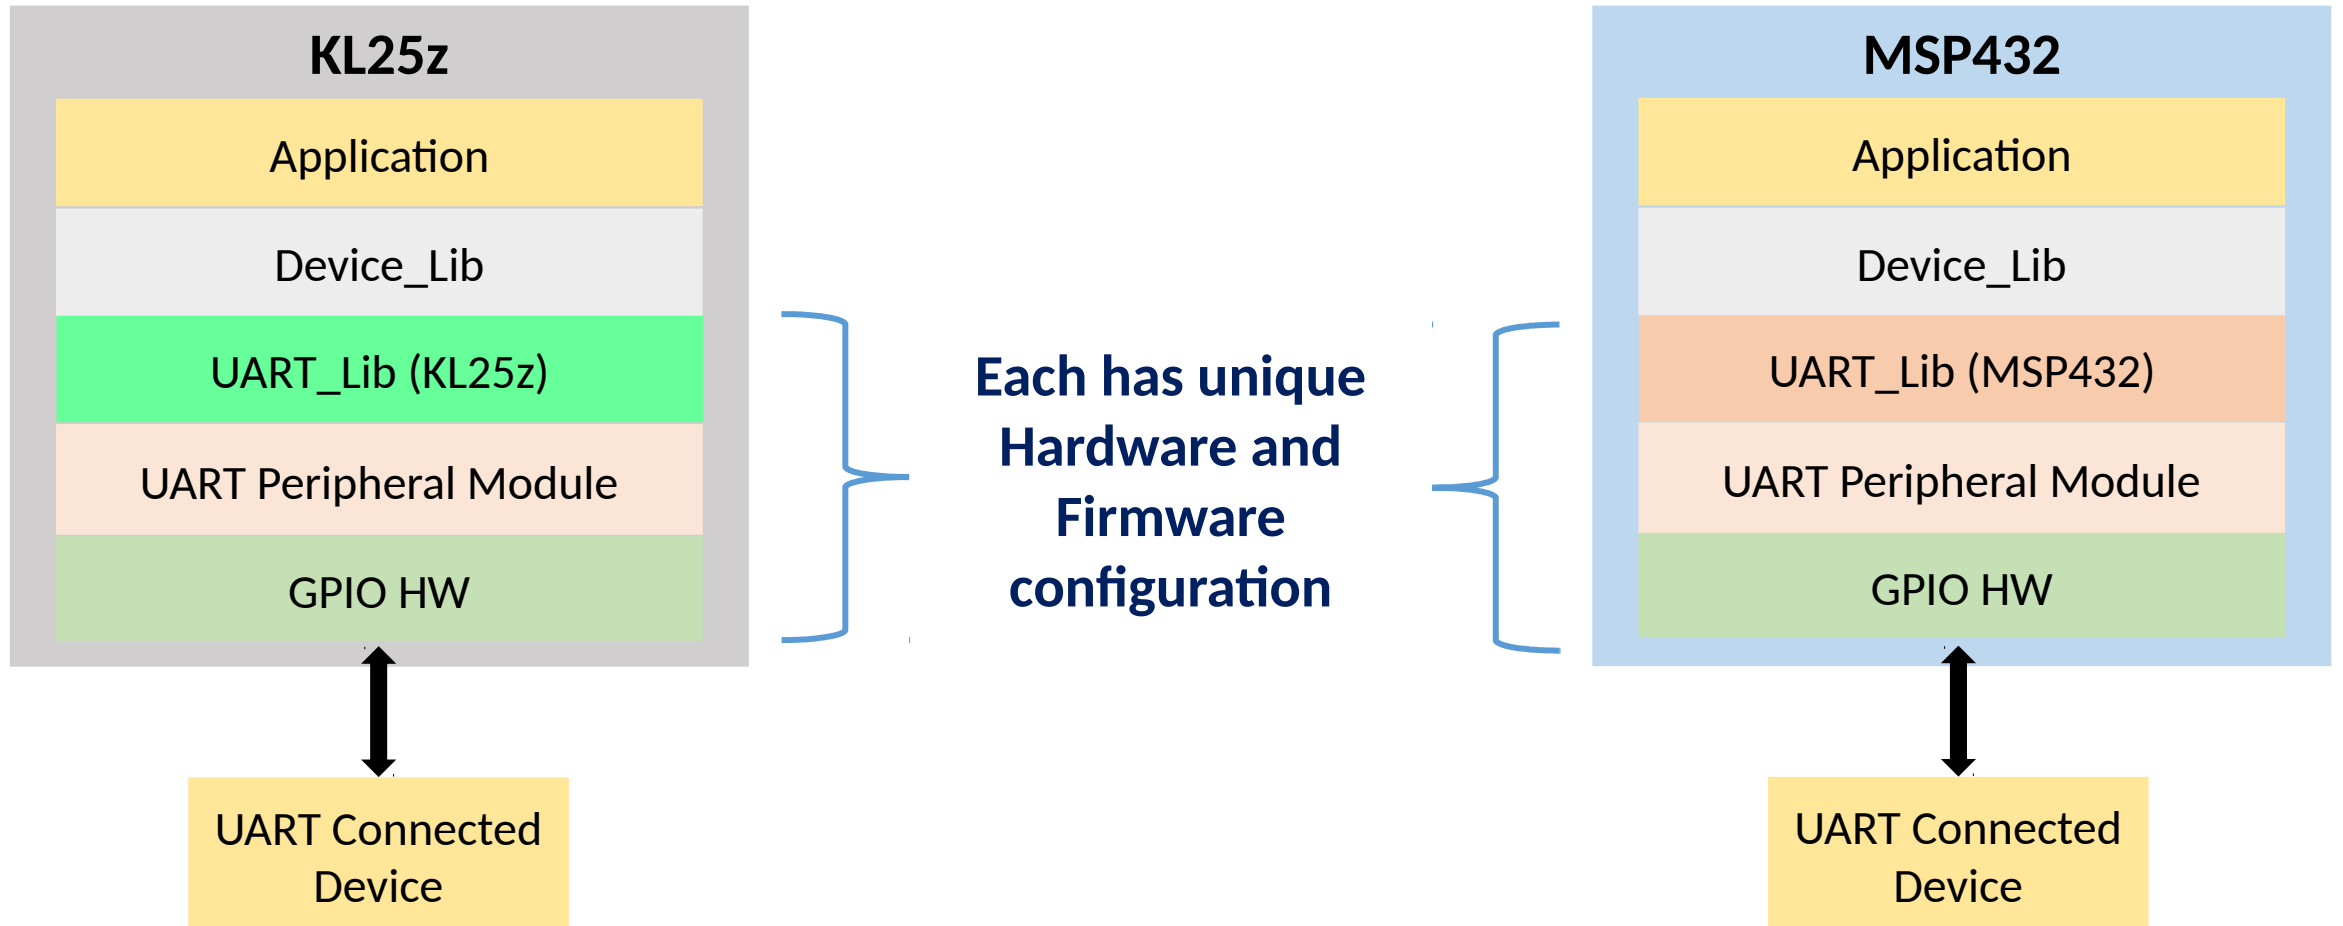 KL25z
Application
Device_Lib
UART_Lib (KL25z)
UART Peripheral Module
GPIO HW
UART Connected
Device
Each has unique
Hardware and
Firmware
configuration
MSP432
Application
Device_Lib
UART_Lib (MSP432)
UART Peripheral Module
GPIO HW
UART Connected
Device